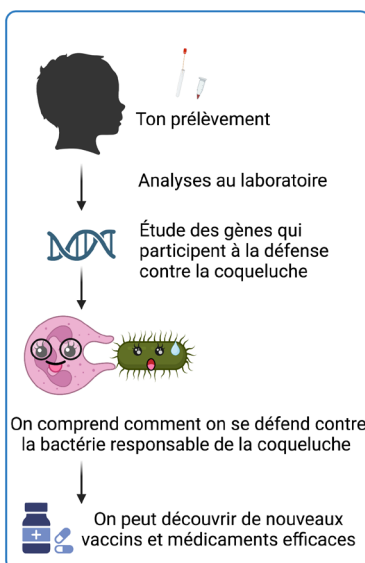 Ton prélèvement
Analyses au laboratoire
Étude des gènes qui
participent à la défense
contre la coqueluche
On comprend comment on se défend contre
la bactérie responsable de la coqueluche
On peut découvrir de nouveaux
vaccins et médicaments efficaces